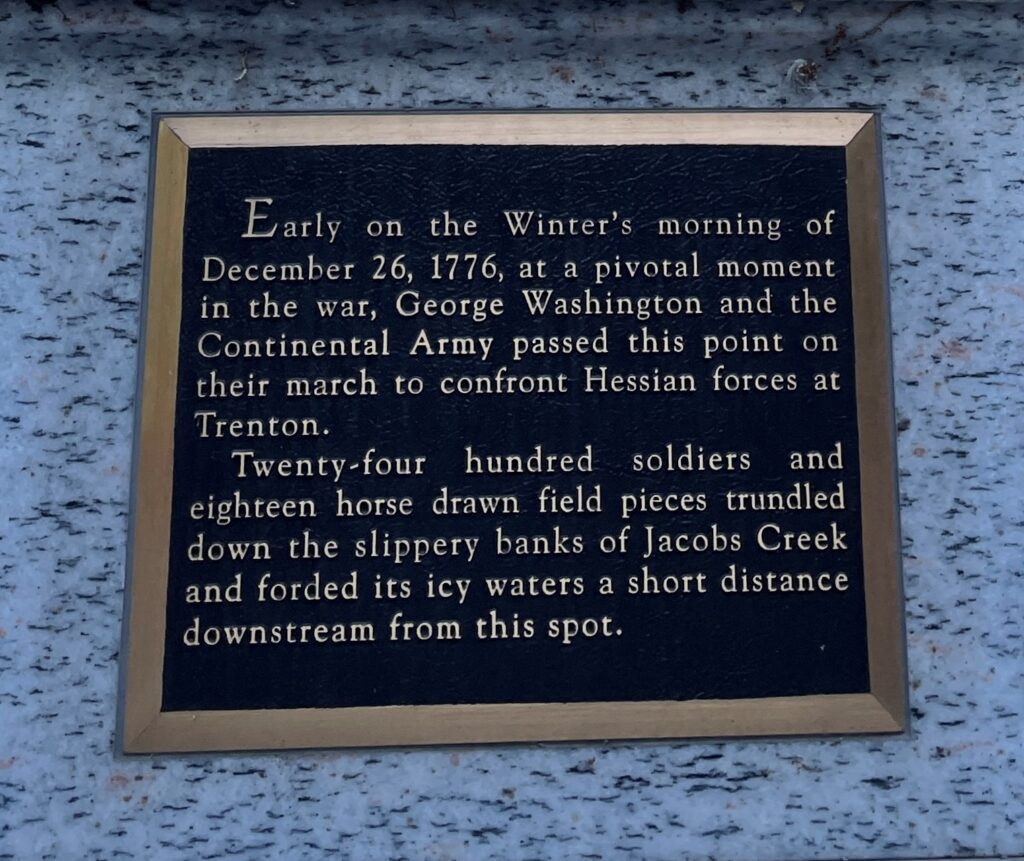 Early on the Winter's morning of
December 26, 1776, at a pivotal moment
in the war, George Washington and the
Continental Army passed this point on
their march to confront Hessian forces at
Trenton.
Twenty-four hundred soldiers and
eighteen horse drawn field pieces trundled
down the slippery banks of Jacobs Creek
and forded its icy waters a short distance
downstream from this spot.